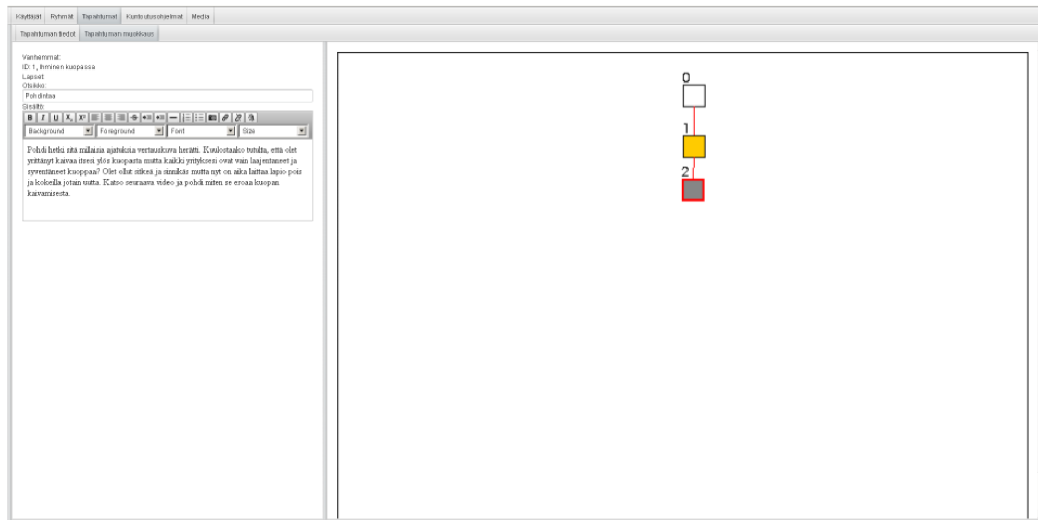 Käyttäjät Ryhmät Tapahtumat Kuntoutusohjelmat Media
Tapahtuman tiedot Tapahtuman muokkaus
Vanhemmat:
ID: 1, Ihminen kuopassa
Lapset:
Otsikko:
Pohdintaa
Sisältö:
B I U X₂ X²
Background Foreground Font Size
Pohdi hetki sitä millaisia ajatuksia vertauskuva herätti. Kuulostaako tutulta, että olet
yrittänyt kaivaa itsesi ylös kuopasta mutta kaikki yrityksesi ovat vain laajentaneet ja
syventäneet kuoppaa? Olet ollut sitkeä ja sinnikäs mutta nyt on aika laittaa lapio pois
ja kokeilla jotain uutta. Katso seuraava video ja pohdi miten se eroaa kuopan
kaivamisesta.
0
1
2